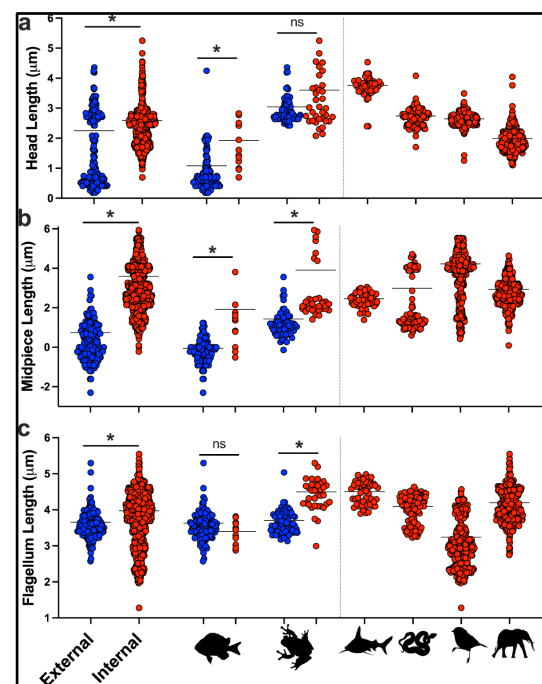 a
Head Length (µm)
6
5
4
3
2
1
0
*
*
ns
b
Midpiece Length (µm)
6
4
2
0
-2
*
*
*
c
Flagellum Length (µm)
6
5
4
3
2
1
*
ns
*
External
Internal